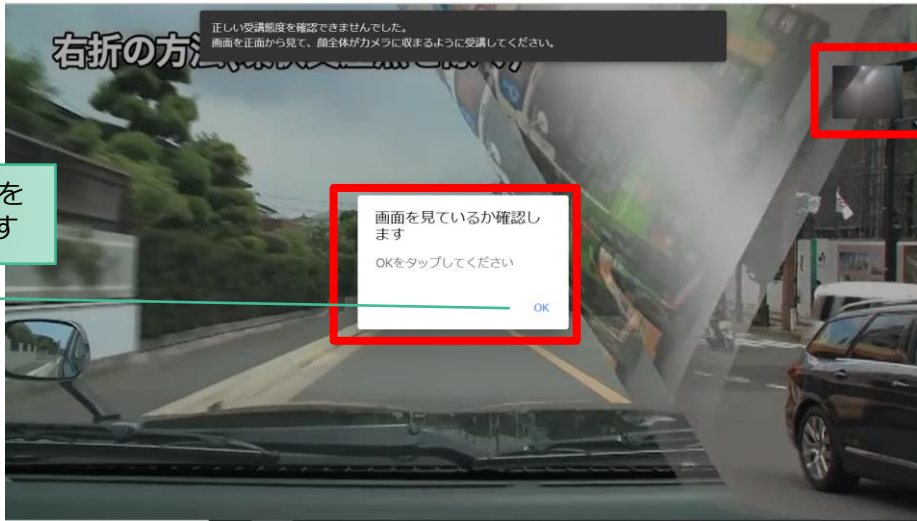 正しい受講態度を確認できませんでした。
画面を正面から見て、顔全体がカメラに収まるように受講してください。
右折の方法
を
す
画面を見ているか確認し
ます
OKをタップしてください
OK